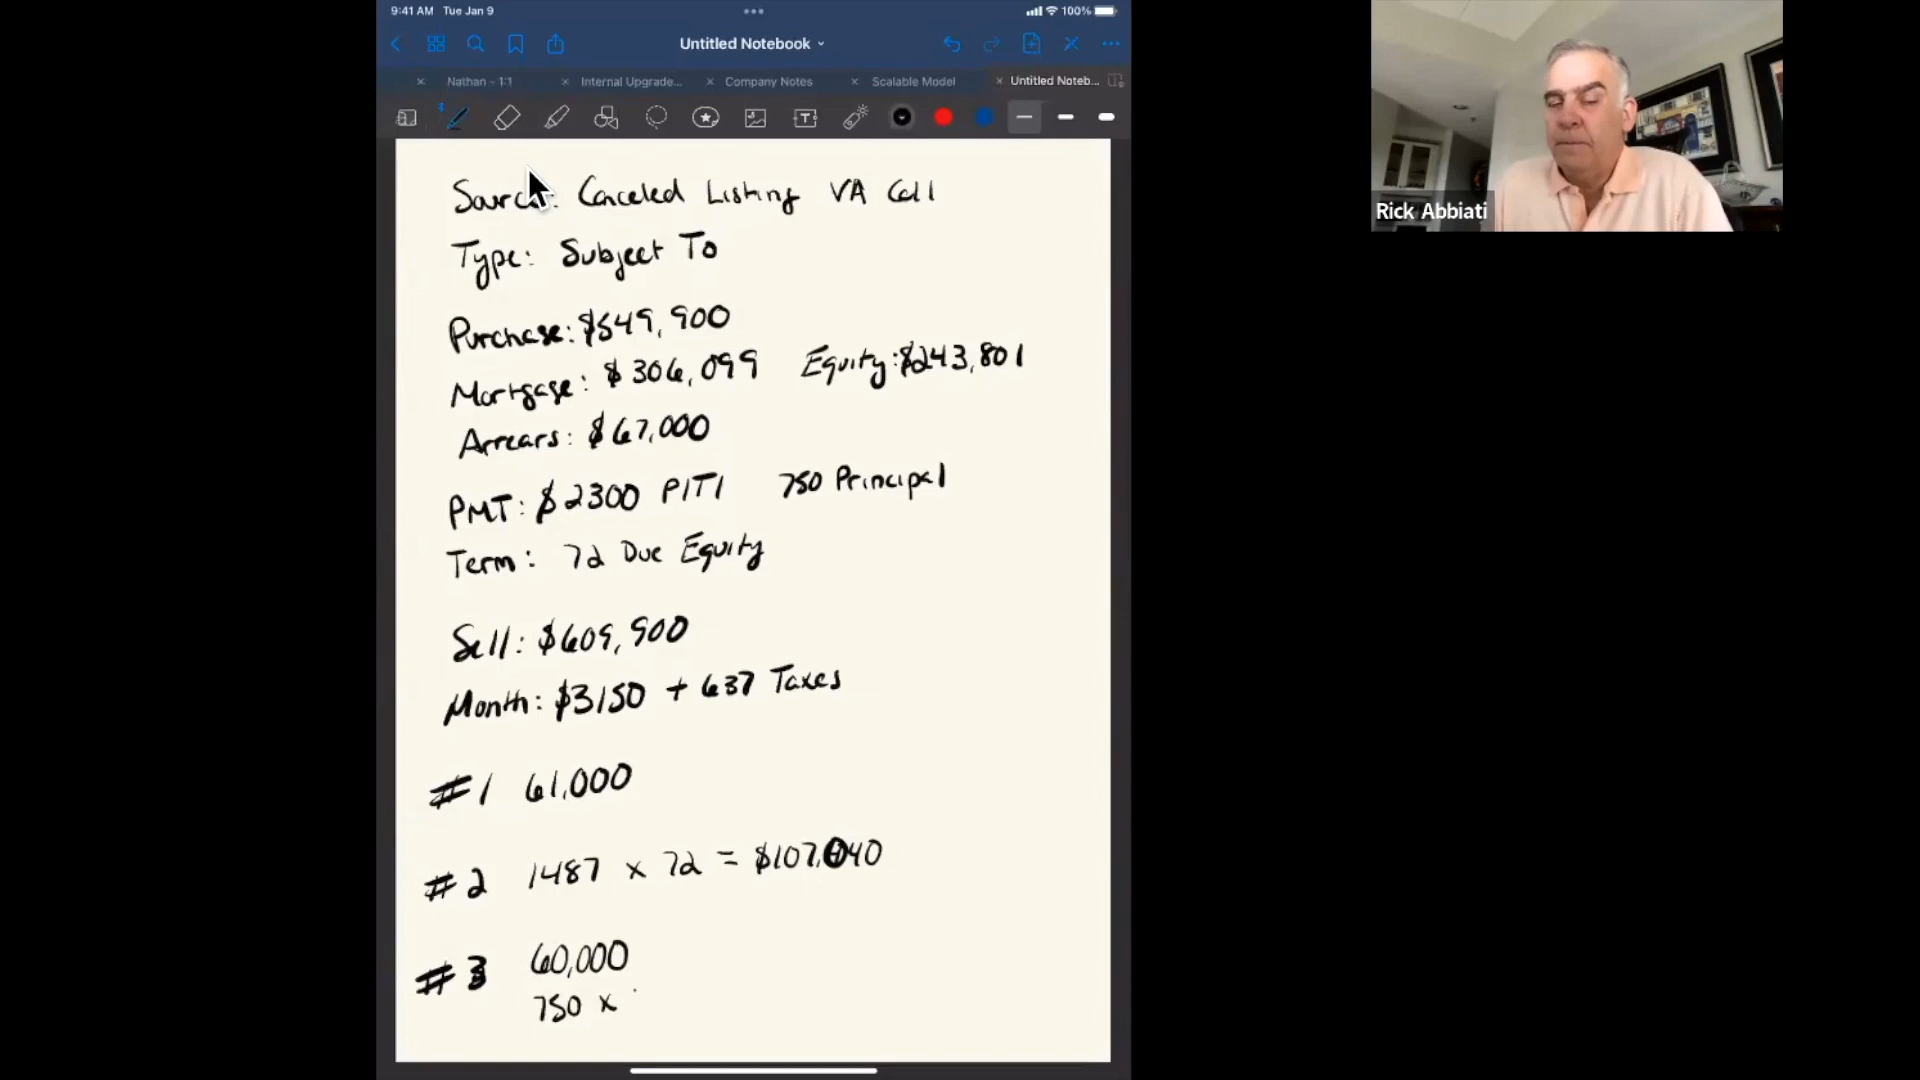 9:41 AM Tue Jan 9
100%
Untitled Notebook
Nathan - 1:1
Internal Upgrade...
Company Notes
Scalable Model
Untitled Noteb...
Source: Canceled Listing VA Call
Type: Subject To
Purchase: $549,900
Mortgage: $306,099 Equity: $243,801
Arrears: $67,000
PMT: $2300 PITI 750 Principal
Term: 72 Due Equity
Sell: $609,900
Month: $3150 + 637 Taxes
#1 61,000
#2 1487 x 72 = $107,040
#3 60,000
750 x
Rick Abbiati